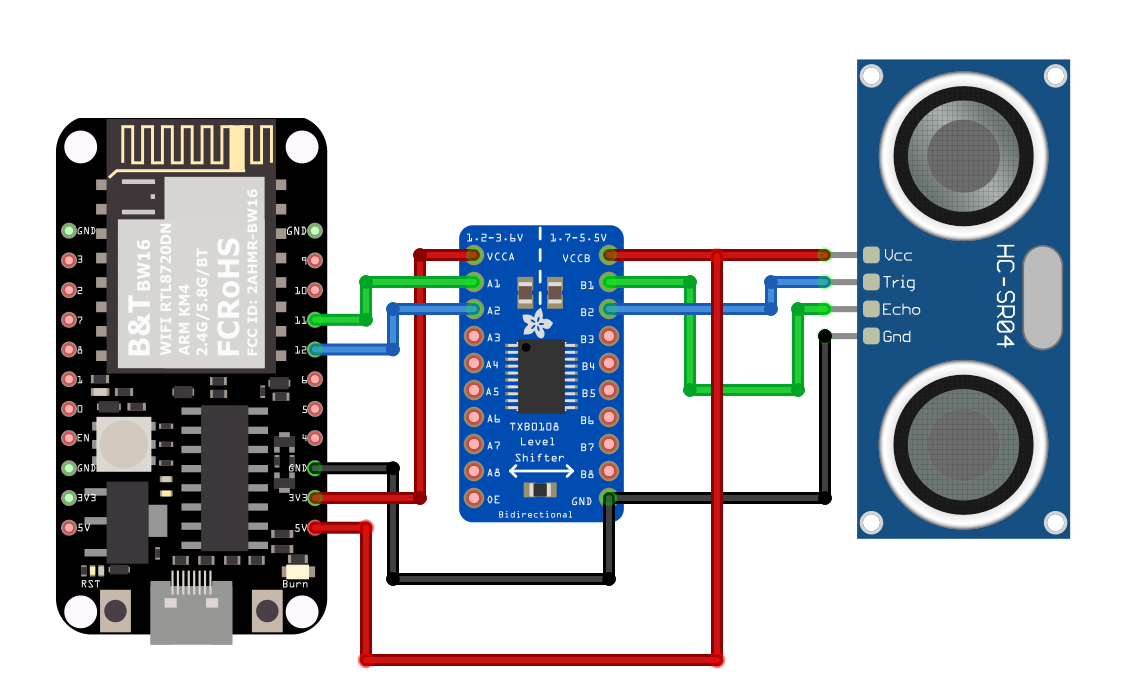 B&T BW16
WIFI RTL8720DN
ARM KM4
2.4G/5.8G/BT
FCRoHS
FCC ID: 2AHMR-BW16
GND
3
2
7
8
1
0
EN
GND
3V3
5V
RST
GND
9
10
11
12
6
5
4
GND
3V3
5V
Burn
1.2-3.6V
1.7-5.5V
VCCA
VCCB
A1
B1
A2
B2
A3
B3
A4
B4
A5
B5
A6
B6
A7
B7
A8
B8
OE
GND
TXB0108
Level
Shifter
Bidirectional
Vcc
Trig
Echo
Gnd
HC-SR04